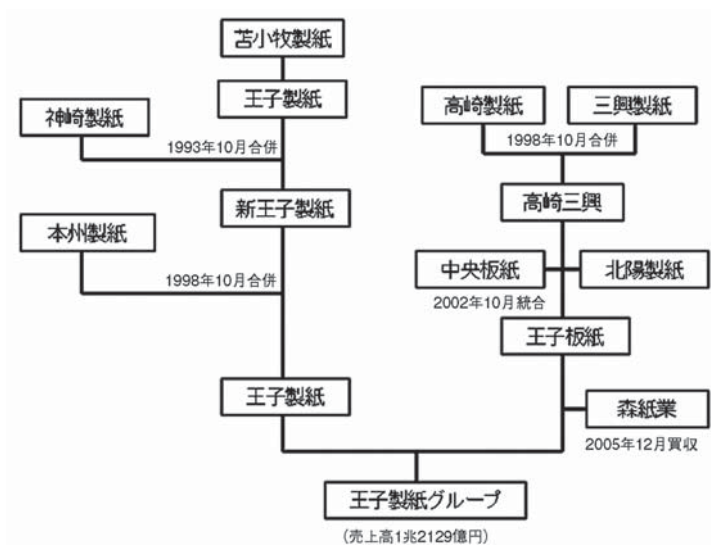 苫小牧製紙
王子製紙
神崎製紙
1993年10月合併
新王子製紙
本州製紙
1998年10月合併
王子製紙
高崎製紙
三興製紙
1998年10月合併
高崎三興
中央板紙
北陽製紙
2002年10月統合
王子板紙
森紙業
2005年12月買収
王子製紙グループ
(売上高1兆2129億円)